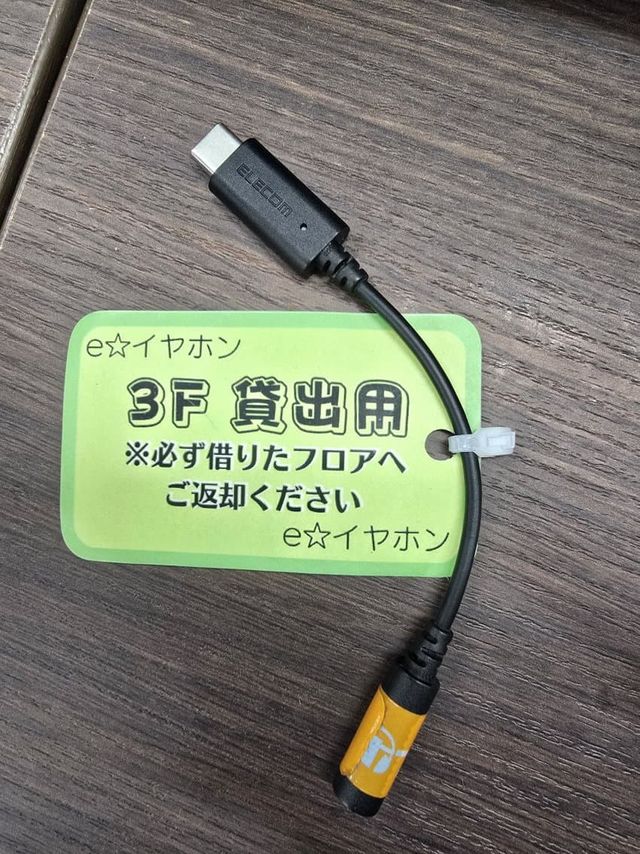 ELECOM
e☆イヤホン
3F 貸出用
※必ず借りたフロアへ
ご返却ください
e☆イヤホン